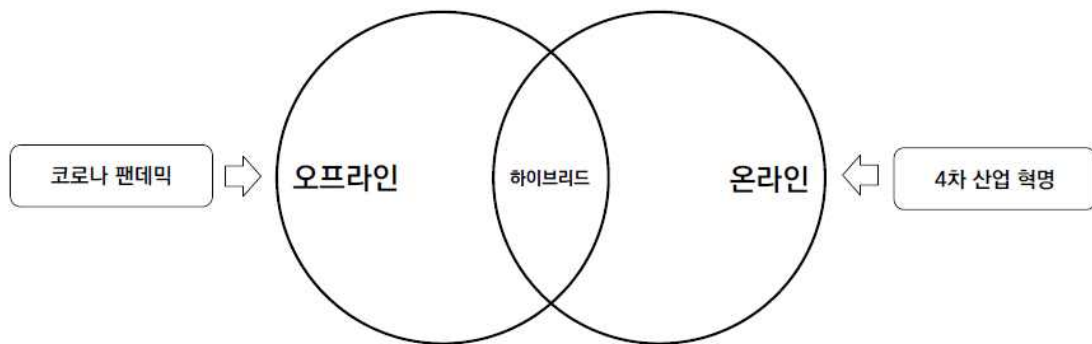 코로나 팬데믹
오프라인
하이브리드
온라인
4차 산업 혁명